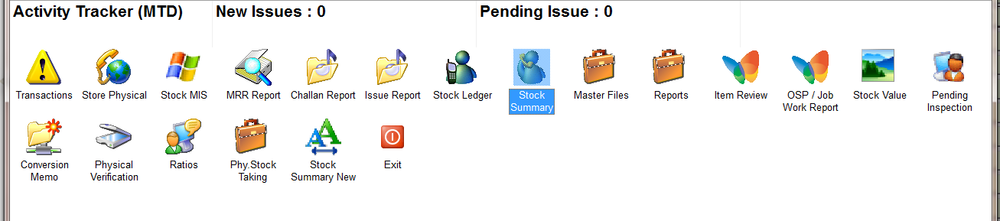 Activity Tracker (MTD) New Issues : 0 Pending Issue : 0
Transactions Store Physical Stock MIS MRR Report Challan Report Issue Report Stock Ledger Stock Master Files Reports Item Review OSP / Job Stock Value Pending
Summary Work Report Inspection
Conversion Physical Ratios Phy.Stock Stock Exit
Memo Verification Taking Summary New